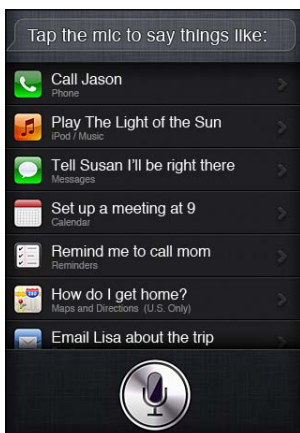 Tap the mic to say things like:
Call Jason
Phone
Play The Light of the Sun
iPod / Music
Tell Susan I'll be right there
Messages
Set up a meeting at 9
Calendar
Remind me to call mom
Reminders
How do I get home?
Maps and Directions (U.S. Only)
Email Lisa about the trip